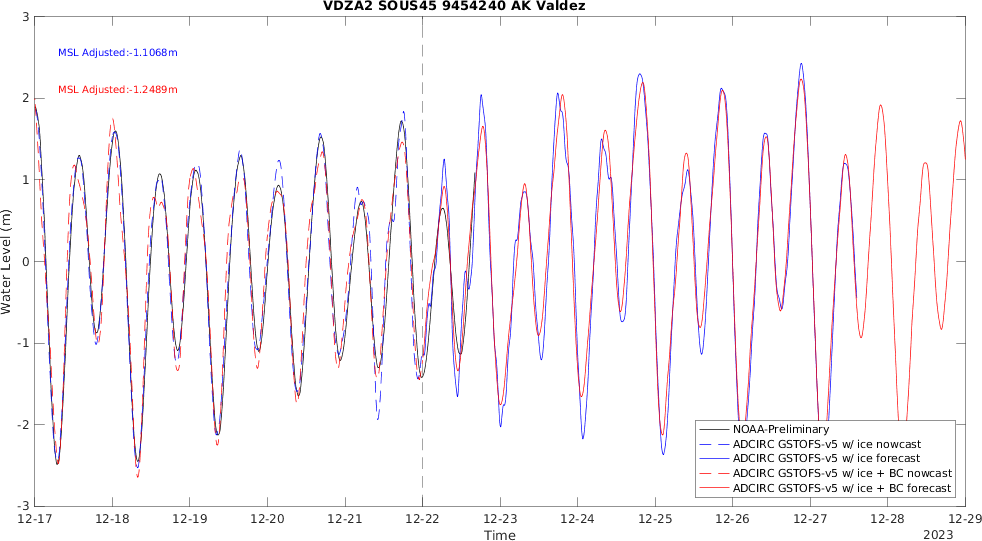 VDZA2 SOUS45 9454240 AK Valdez
MSL Adjusted:-1.1068m
MSL Adjusted:-1.2489m
Water Level (m)
3
2
1
0
-1
-2
-3
NOAA-Preliminary
ADCIRC GSTOFS-v5 w/ ice nowcast
ADCIRC GSTOFS-v5 w/ ice forecast
ADCIRC GSTOFS-v5 w/ ice + BC nowcast
ADCIRC GSTOFS-v5 w/ ice + BC forecast
12-17 12-18 12-19 12-20 12-21 12-22 12-23 12-24 12-25 12-26 12-27 12-28 12-29
Time
2023